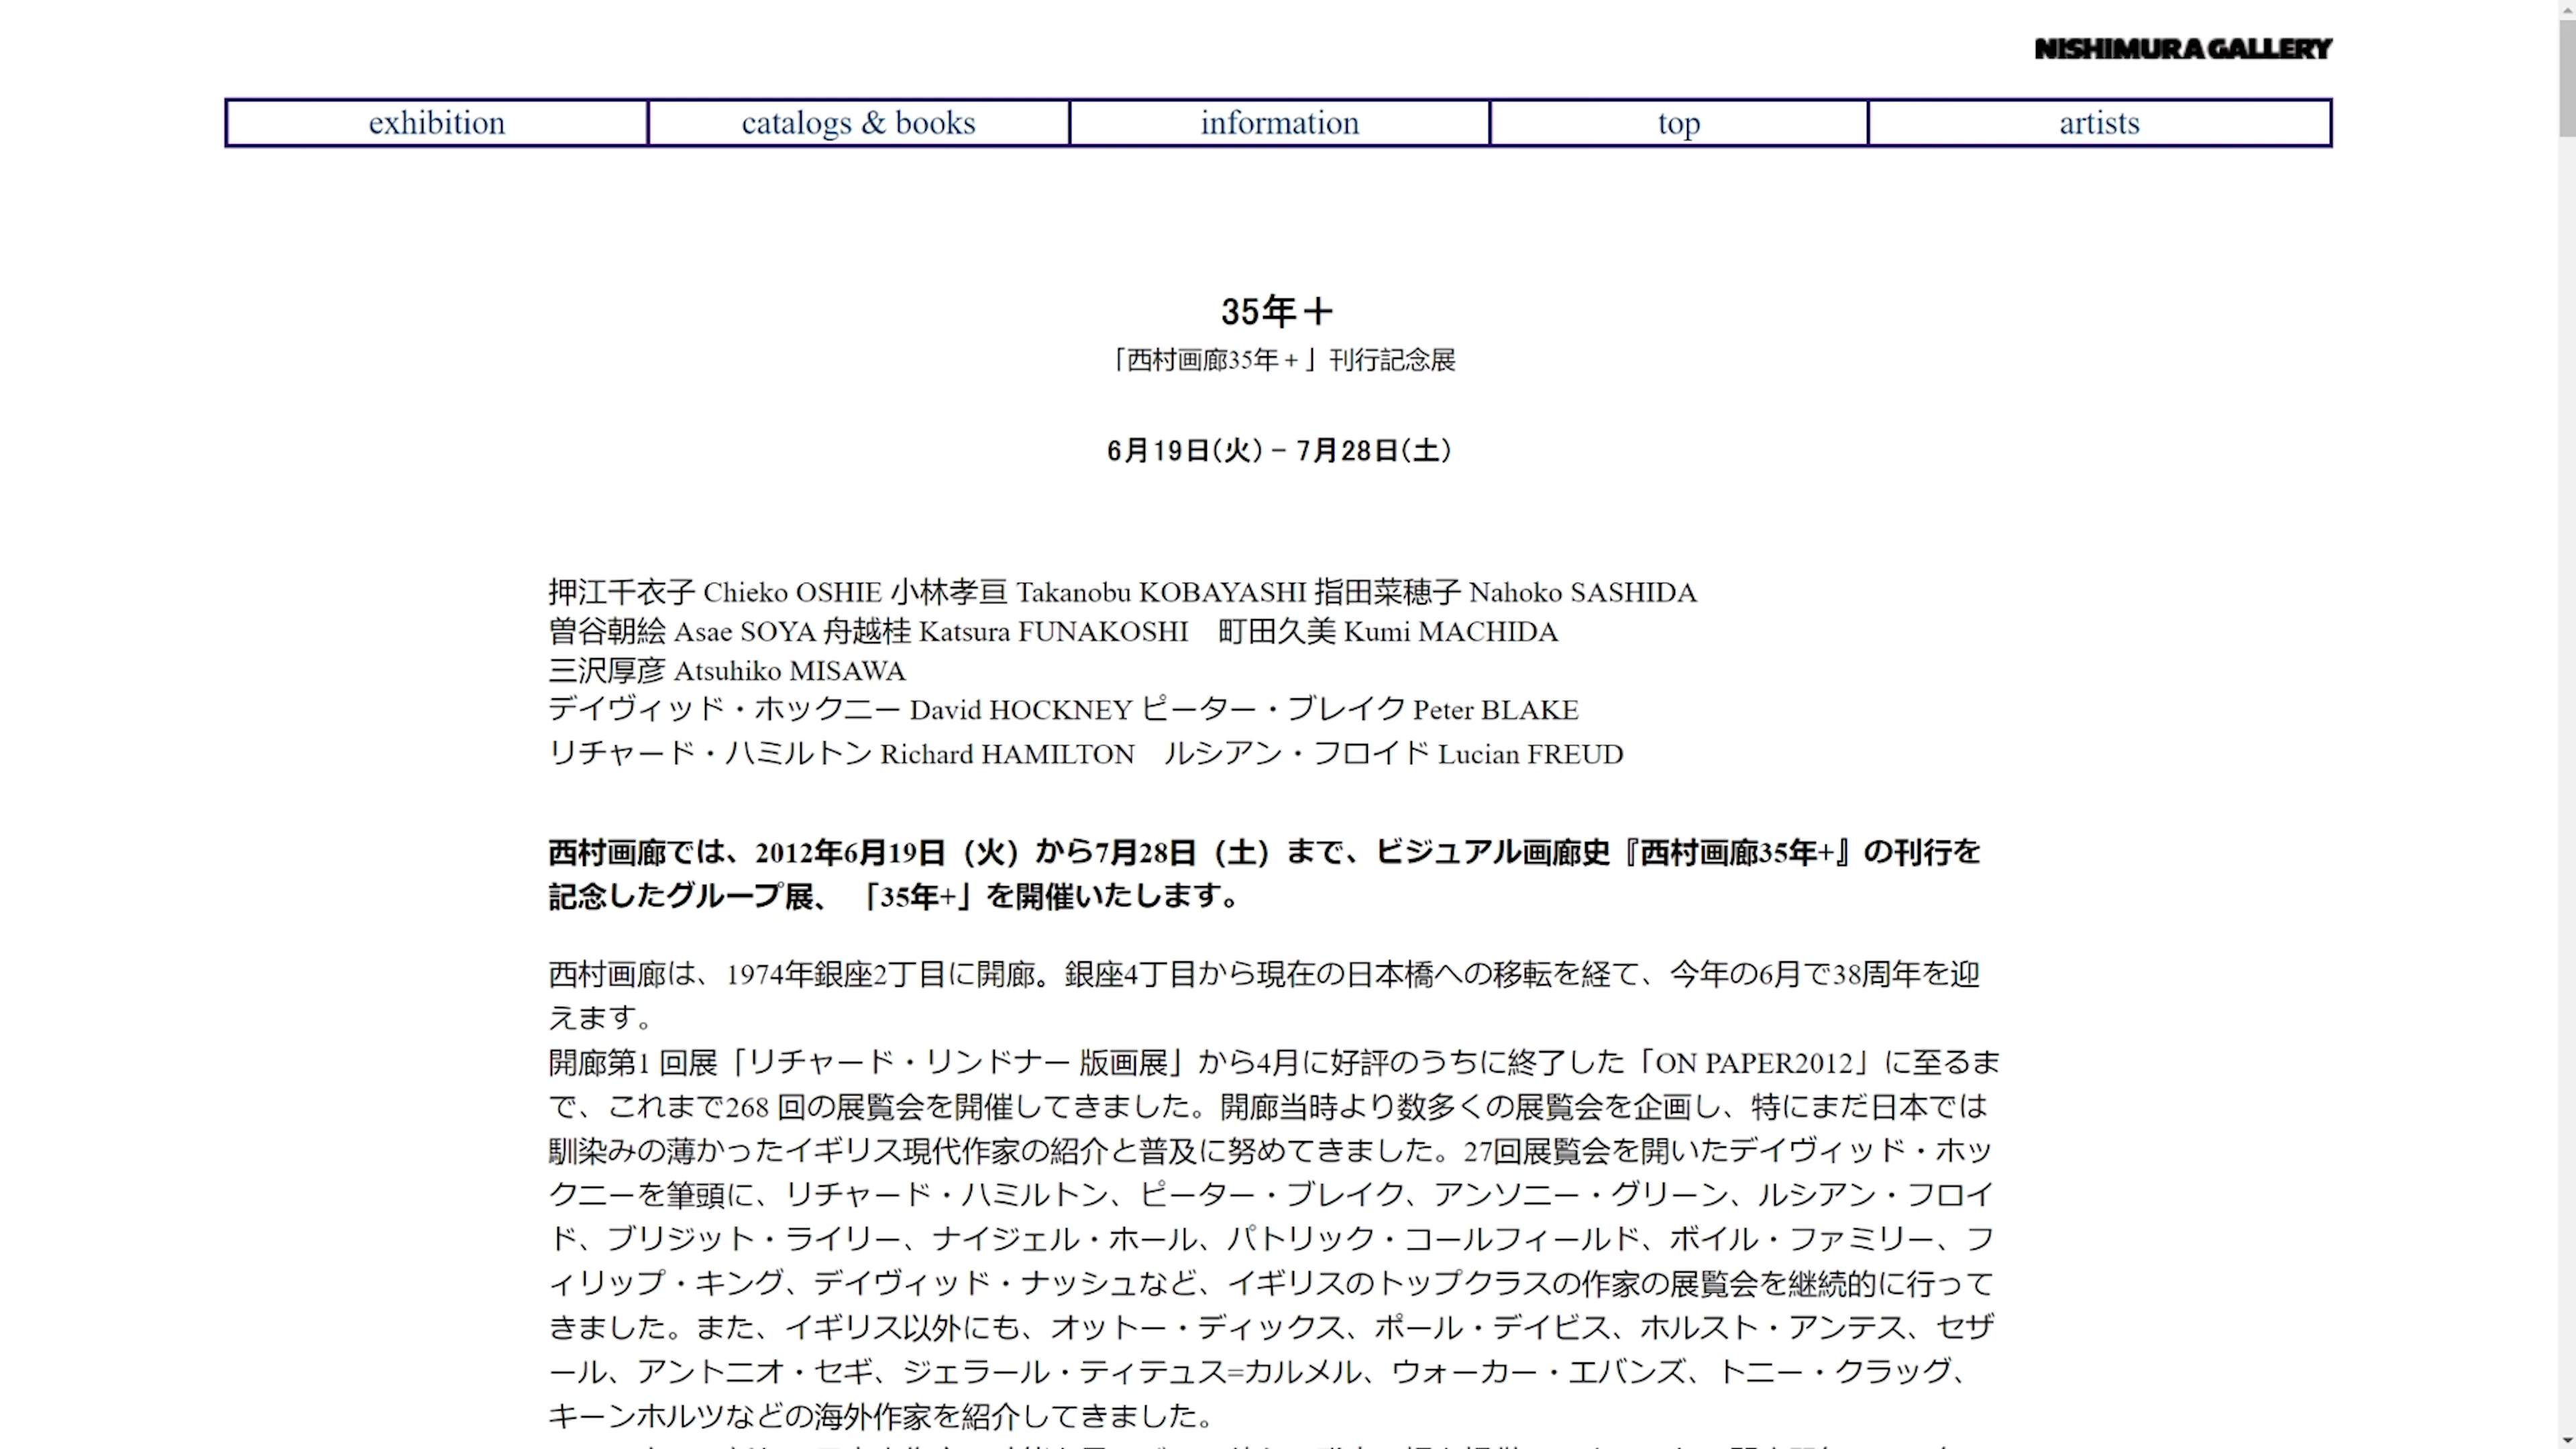 NISHIMURA GALLERY
exhibition catalogs & books information top artists
35年＋
「西村画廊35年 + 」刊行記念展
6月19日(火) − 7月28日(土)
押江千衣子 Chieko OSHIE 小林孝亘 Takanobu KOBAYASHI 指田菜穂子 Nahoko SASHIDA
曽谷朝絵 Asae SOYA 舟越桂 Katsura FUNAKOSHI　町田久美 Kumi MACHIDA
三沢厚彦 Atsuhiko MISAWA
デイヴィッド・ホックニー David HOCKNEY ピーター・ブレイク Peter BLAKE
リチャード・ハミルトン Richard HAMILTON　ルシアン・フロイド Lucian FREUD
西村画廊では、2012年6月19日（火）から7月28日（土）まで、ビジュアル画廊史『西村画廊35年+』の刊行を
記念したグループ展、 「35年+」を開催いたします。
西村画廊は、1974年銀座2丁目に開廊。銀座4丁目から現在の日本橋への移転を経て、今年の6月で38周年を迎
えます。
開廊第1 回展「リチャード・リンドナー 版画展」から4月に好評のうちに終了した「ON PAPER2012」に至るま
で、これまで268 回の展覧会を開催してきました。開廊当時より数多くの展覧会を企画し、特にまだ日本では
馴染みの薄かったイギリス現代作家の紹介と普及に努めてきました。27回展覧会を開いたデイヴィッド・ホッ
クニーを筆頭に、リチャード・ハミルトン、ピーター・ブレイク、アンソニー・グリーン、ルシアン・フロイ
ド、ブリジット・ライリー、ナイジェル・ホール、パトリック・コールフィールド、ボイル・ファミリー、フ
ィリップ・キング、デイヴィッド・ナッシュなど、イギリスのトップクラスの作家の展覧会を継続的に行って
きました。また、イギリス以外にも、オットー・ディックス、ポール・デイビス、ホルスト・アンテス、セザ
ール、アントニオ・セギ、ジェラール・ティテュス=カルメル、ウォーカー・エバンズ、トニー・クラッグ、
キーンホルツなどの海外作家を紹介してきました。